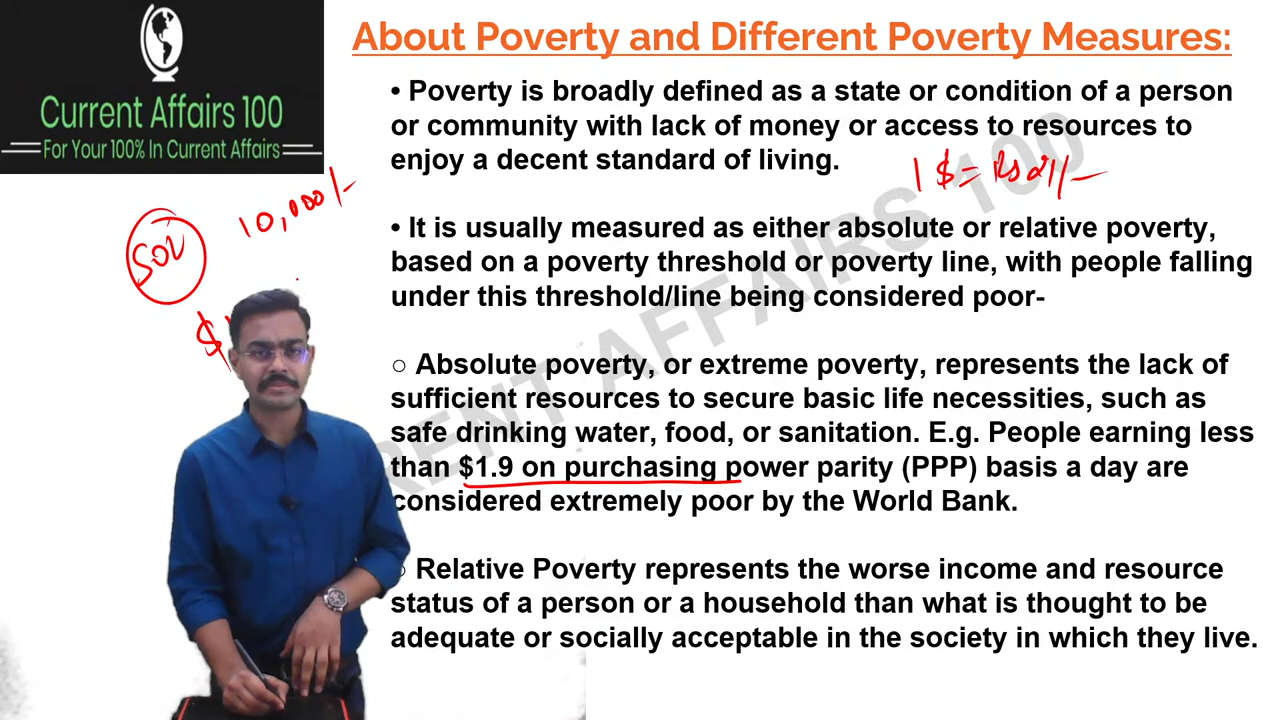 Current Affairs 100
For Your 100% In Current Affairs
About Poverty and Different Poverty Measures:
• Poverty is broadly defined as a state or condition of a person
or community with lack of money or access to resources to
enjoy a decent standard of living.
1 $ = Rs 21/-
SOL
10,000/-
• It is usually measured as either absolute or relative poverty,
based on a poverty threshold or poverty line, with people falling
under this threshold/line being considered poor-
$
○ Absolute poverty, or extreme poverty, represents the lack of
sufficient resources to secure basic life necessities, such as
safe drinking water, food, or sanitation. E.g. People earning less
than $1.9 on purchasing power parity (PPP) basis a day are
considered extremely poor by the World Bank.
○ Relative Poverty represents the worse income and resource
status of a person or a household than what is thought to be
adequate or socially acceptable in the society in which they live.
RENT AFFAIRS 100